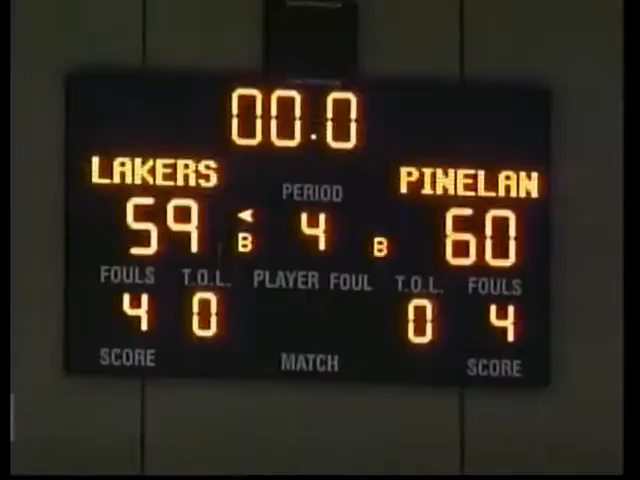 00.0
LAKERS PINELAN
PERIOD
59 < B 4 B 60
FOULS T.O.L. PLAYER FOUL T.O.L. FOULS
4 0 0 4
SCORE MATCH SCORE